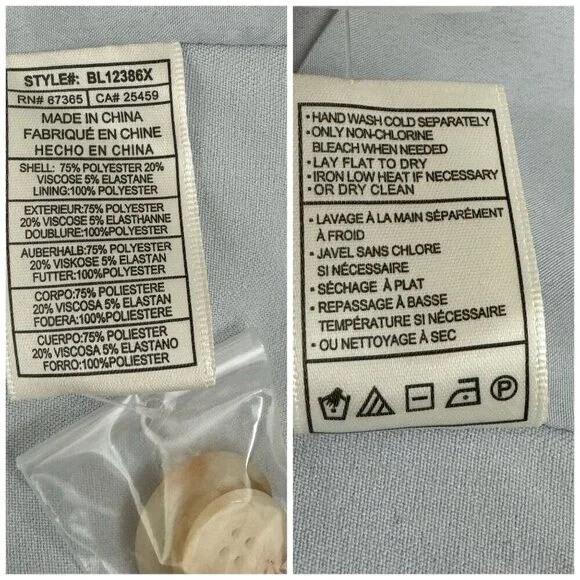 STYLE#: BL12386X
RN# 67365 CA# 25459
MADE IN CHINA
FABRIQUÉ EN CHINE
HECHO EN CHINA
SHELL: 75% POLYESTER 20%
VISCOSE 5% ELASTANE
LINING:100% POLYESTER
EXTERIEUR:75% POLYESTER
20% VISCOSE 5% ELASTHANNE
DOUBLURE:100%POLYESTER
AUßERHALB:75% POLYESTER
20% VISKOSE 5% ELASTAN
FUTTER:100%POLYESTER
CORPO:75% POLIESTERE
20% VISCOSA 5% ELASTAN
FODERA:100%POLIESTERE
CUERPO:75% POLIESTER
20% VISCOSA 5% ELASTANO
FORRO:100%POLIESTER
• HAND WASH COLD SEPARATELY
• ONLY NON-CHLORINE
BLEACH WHEN NEEDED
• LAY FLAT TO DRY
• IRON LOW HEAT IF NECESSARY
• OR DRY CLEAN
• LAVAGE À LA MAIN SÉPARÉMENT
À FROID
• JAVEL SANS CHLORE
SI NÉCESSAIRE
• SÉCHAGE À PLAT
• REPASSAGE À BASSE
TEMPÉRATURE SI NÉCESSAIRE
• OU NETTOYAGE À SEC
P